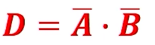 D = A̅ · B̅